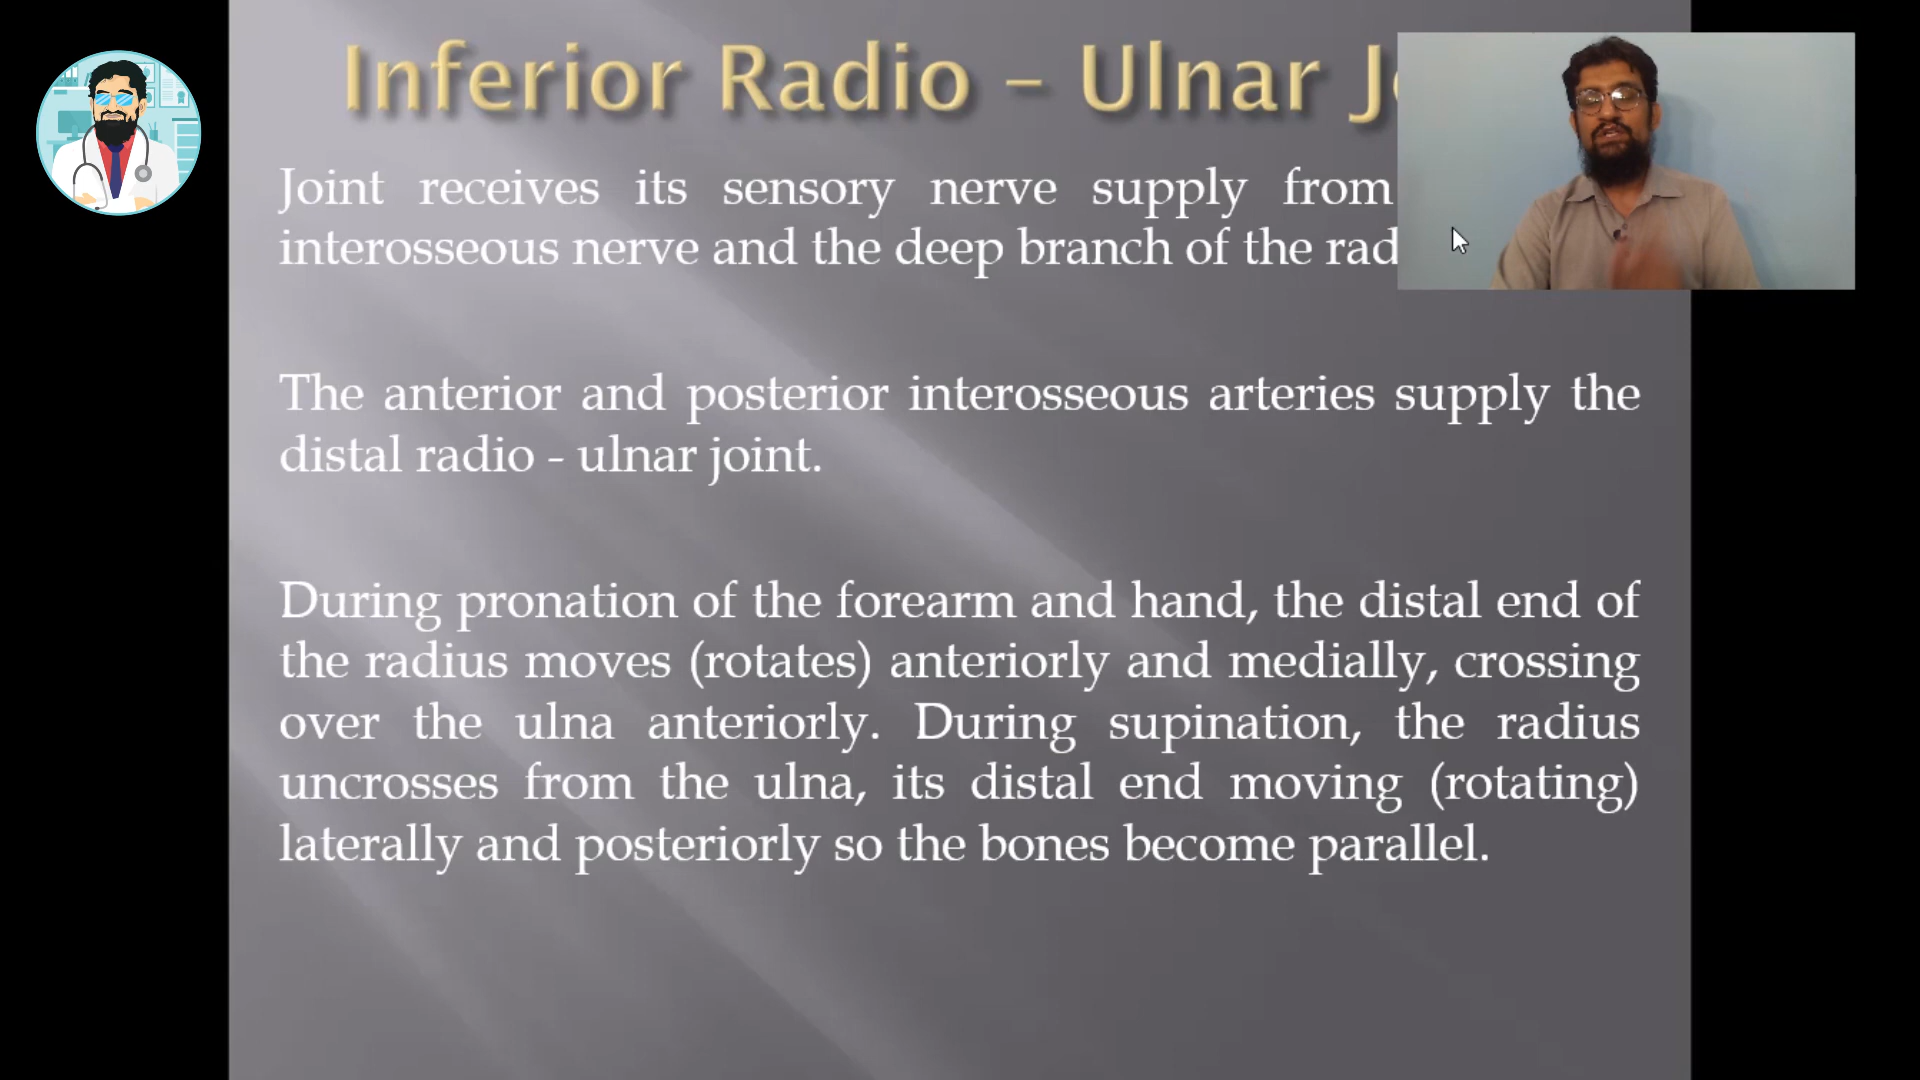 Inferior Radio – Ulnar
Joint receives its sensory nerve supply from
interosseous nerve and the deep branch of the
The anterior and posterior interosseous arteries supply the
distal radio - ulnar joint.
During pronation of the forearm and hand, the distal end of
the radius moves (rotates) anteriorly and medially, crossing
over the ulna anteriorly. During supination, the radius
uncrosses from the ulna, its distal end moving (rotating)
laterally and posteriorly so the bones become parallel.